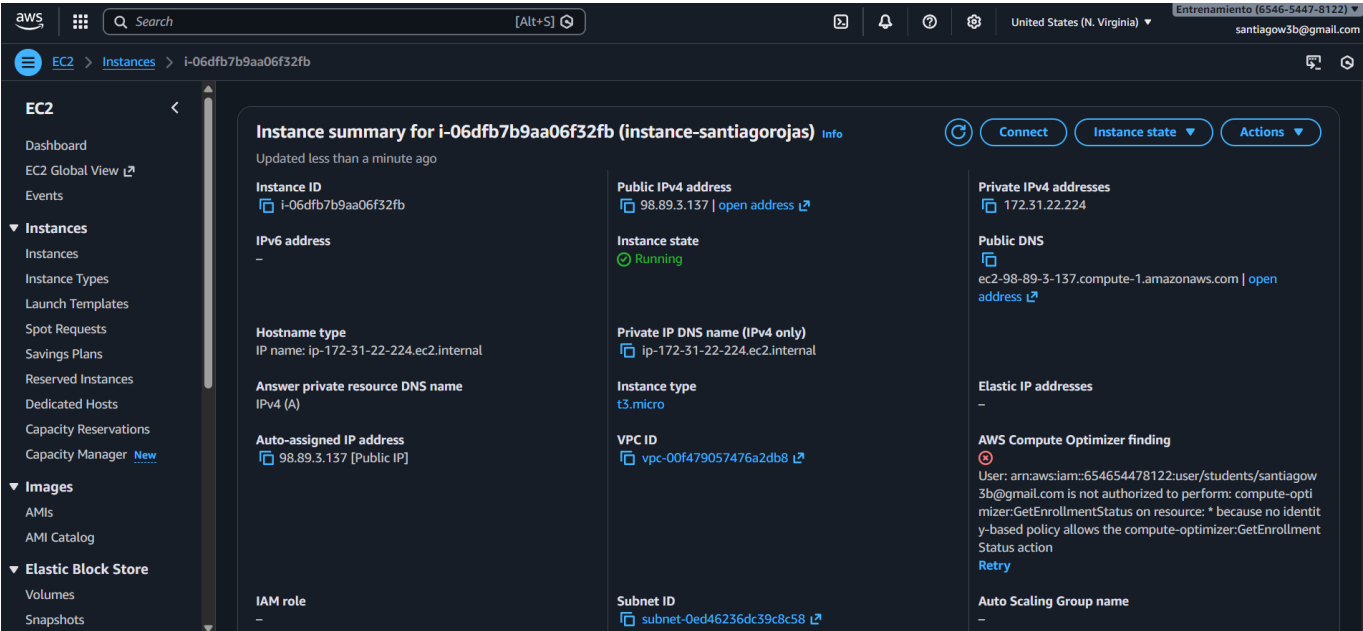 aws
Search
[Alt+S]
United States (N. Virginia) ▼
Entrenamiento (6546-5447-8122) ▼
santiagow3b@gmail.com
EC2 > Instances > i-06dfb7b9aa06f32fb
EC2
Dashboard
EC2 Global View
Events
▼ Instances
Instances
Instance Types
Launch Templates
Spot Requests
Savings Plans
Reserved Instances
Dedicated Hosts
Capacity Reservations
Capacity Manager New
▼ Images
AMIs
AMI Catalog
▼ Elastic Block Store
Volumes
Snapshots
Instance summary for i-06dfb7b9aa06f32fb (instance-santiagorojas) Info
Updated less than a minute ago
Connect
Instance state ▼
Actions ▼
Instance ID
i-06dfb7b9aa06f32fb
Public IPv4 address
98.89.3.137 | open address
Private IPv4 addresses
172.31.22.224
IPv6 address
–
Instance state
Running
Public DNS
ec2-98-89-3-137.compute-1.amazonaws.com | open
address
Hostname type
IP name: ip-172-31-22-224.ec2.internal
Private IP DNS name (IPv4 only)
ip-172-31-22-224.ec2.internal
Answer private resource DNS name
IPv4 (A)
Instance type
t3.micro
Elastic IP addresses
–
Auto-assigned IP address
98.89.3.137 [Public IP]
VPC ID
vpc-00f479057476a2db8
AWS Compute Optimizer finding
User: arn:aws:iam::654654478122:user/students/santiagow
3b@gmail.com is not authorized to perform: compute-opti
mizer:GetEnrollmentStatus on resource: * because no identit
y-based policy allows the compute-optimizer:GetEnrollment
Status action
Retry
IAM role
–
Subnet ID
subnet-0ed46236dc39c8c58
Auto Scaling Group name
–